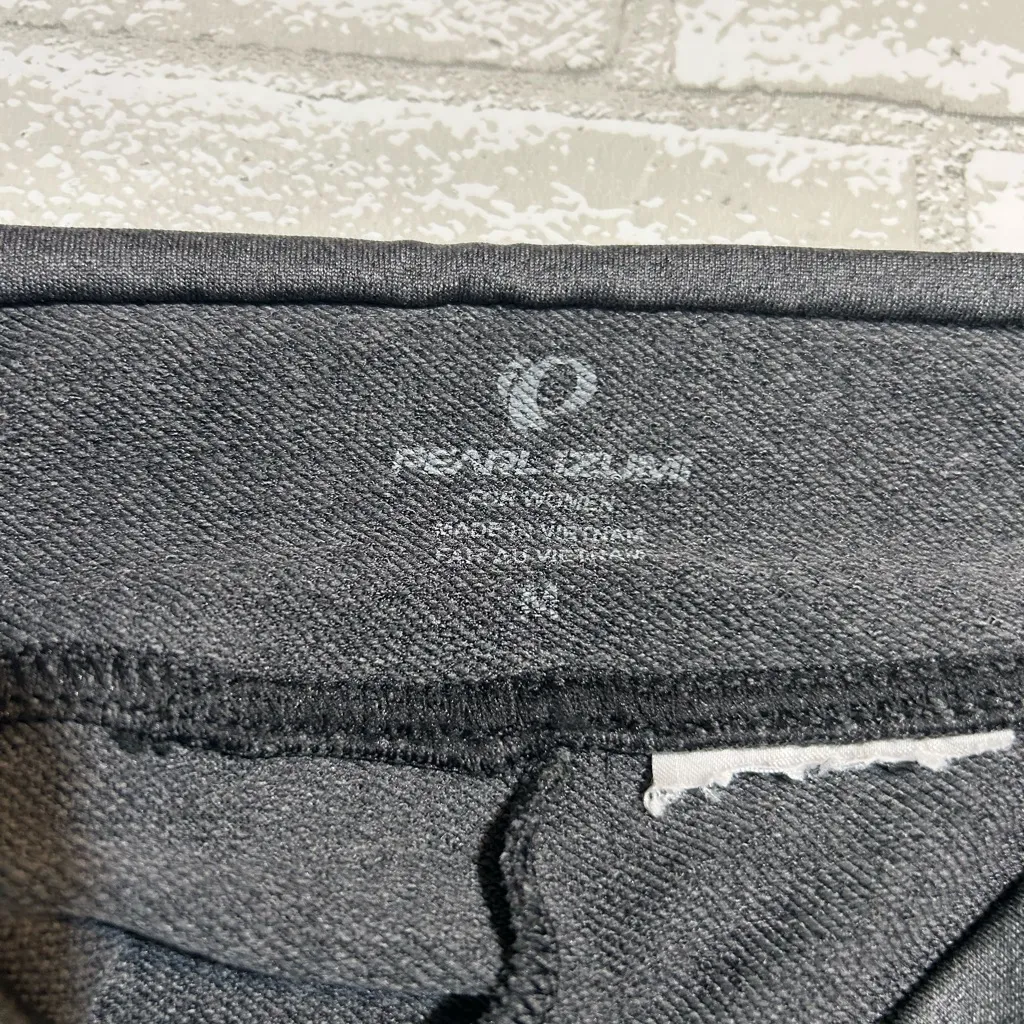 PEARL IZUMI
FOR WOMEN
MADE IN VIETNAM
FAIT AU VIETNAM
M